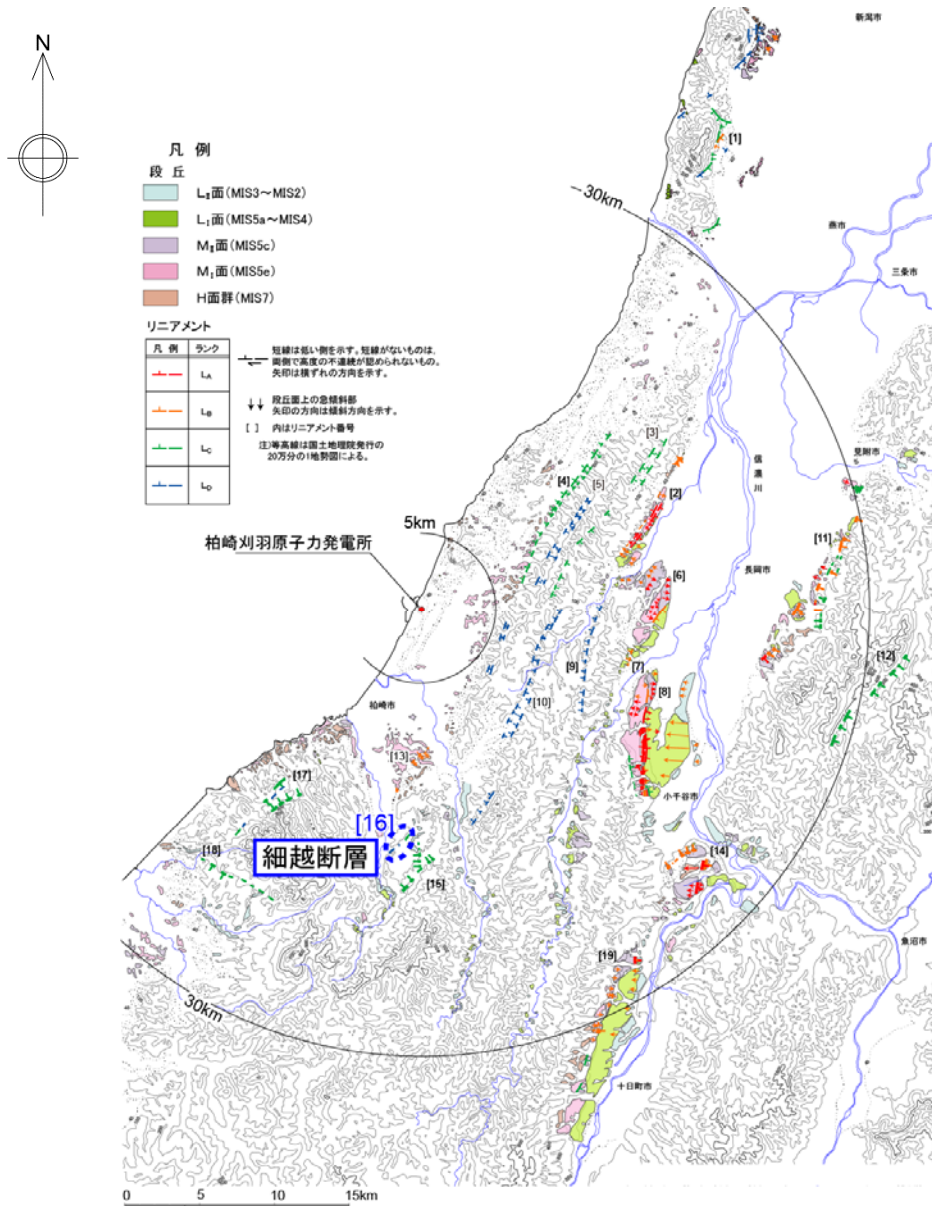 N
凡例
段丘
LⅡ面(MIS3~MIS2)
LⅠ面(MIS5a~MIS4)
MⅡ面(MIS5c)
MⅠ面(MIS5e)
H面群(MIS7)
リニアメント
凡例 ランク
LA
LB
LC
LD
短線は低い側を示す。短線がないものは、
両側で高度の不連続が認められないもの。
矢印は横ずれの方向を示す。
段丘面上の急傾斜部
矢印の方向は傾斜方向を示す。
[ ] 内はリニアメント番号
注)等高線は国土地理院発行の
20万分の1地勢図による。
新潟市
[1]
30km
燕市
三条市
[3]
信濃川
見附市
[4]
[5]
[2]
5km
柏崎刈羽原子力発電所
[11]
長岡市
[6]
[12]
[7]
[9]
[8]
[10]
柏崎市
[13]
[17]
小千谷市
[16]
細越断層
[18]
[15]
[14]
魚沼市
[19]
30km
十日町市
0 5 10 15km